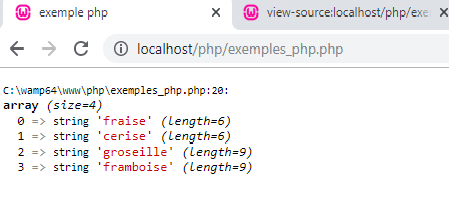 exemple php
view-source:localhost/php/exe
localhost/php/exemples_php.php
C:\wamp64\www\php\exemples_php.php:20:
array (size=4)
0 => string 'fraise' (length=6)
1 => string 'cerise' (length=6)
2 => string 'groseille' (length=9)
3 => string 'framboise' (length=9)